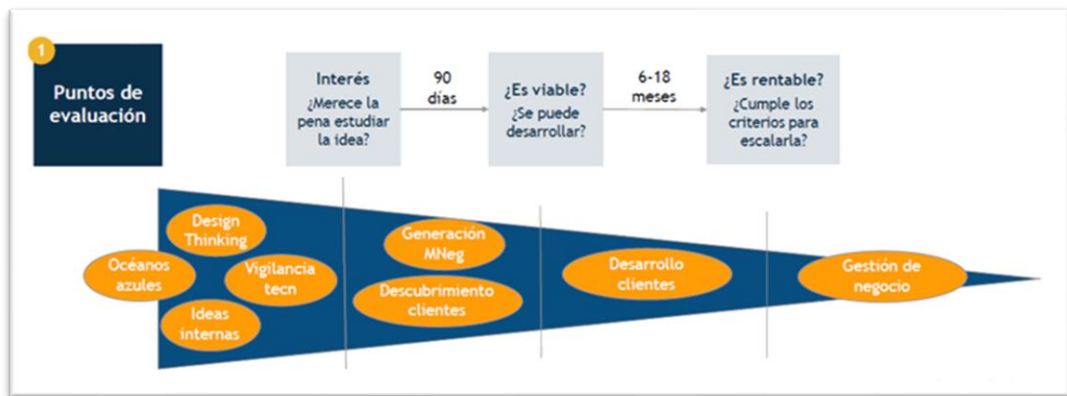 1
Puntos de
evaluación
Interés
¿Merece la
pena estudiar
la idea?
90
días
¿Es viable?
¿Se puede
desarrollar?
6-18
meses
¿Es rentable?
¿Cumple los
criterios para
escalarla?
Design
Thinking
Océanos
azules
Vigilancia
tecn
Ideas
internas
Generación
MNeg
Descubrimiento
clientes
Desarrollo
clientes
Gestión de
negocio